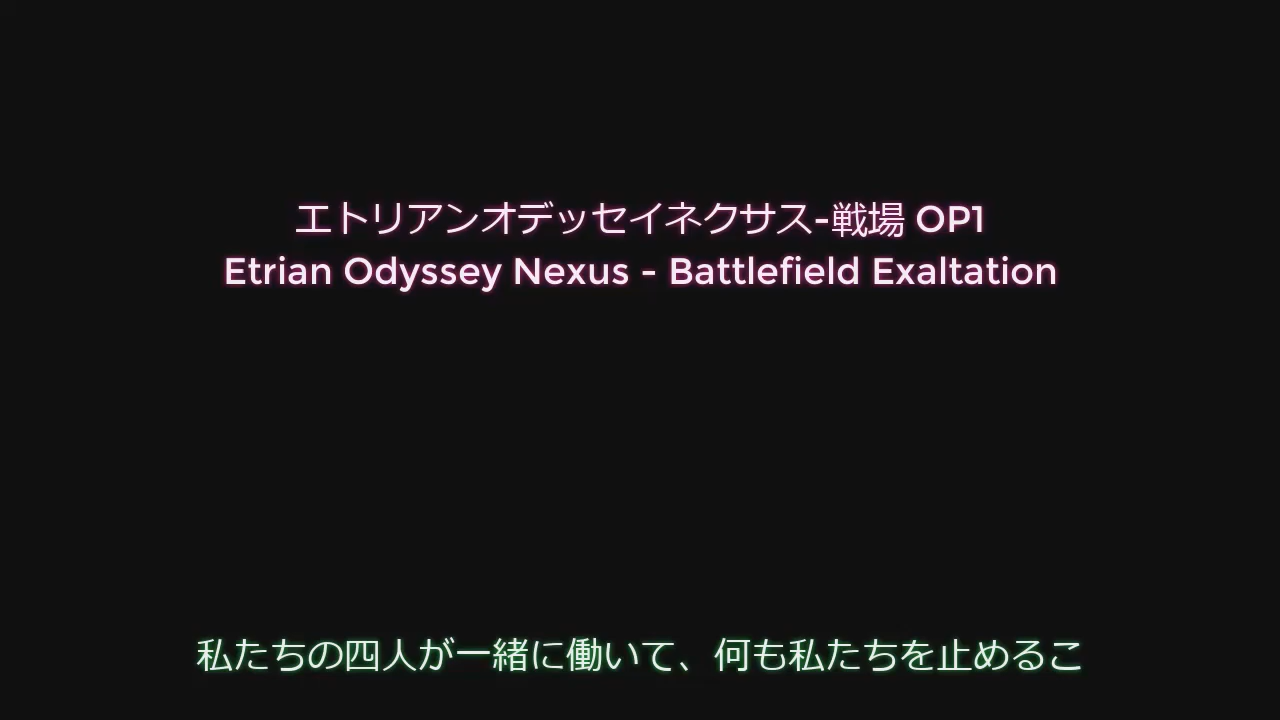 エトリアンオデッセイネクサス-戦場 OP1
Etrian Odyssey Nexus - Battlefield Exaltation
私たちの四人が一緒に働いて、何も私たちを止めるこ